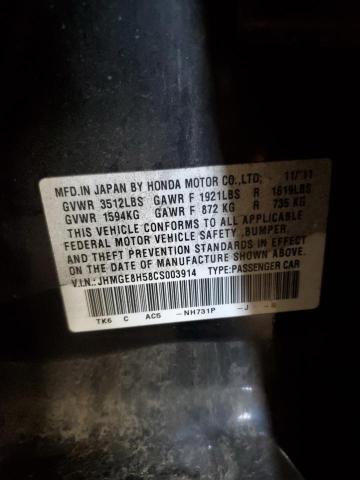 MFD.IN JAPAN BY HONDA MOTOR CO.,LTD; 11/11
GVWR 3512LBS GAWR F 1921LBS R 1619LBS
GVWR 1594KG GAWR F 872 KG R 735 KG
THIS VEHICLE CONFORMS TO ALL APPLICABLE
FEDERAL MOTOR VEHICLE SAFETY ,BUMPER,
AND THEFT PREVENTION STANDARDS IN EFFECT
ON THE DATE OF MANUFACTURE SHOWN ABOVE.
V.I.N.:JHMGE8H58CS003914 TYPE:PASSENGER CAR
TK6 C AC5 -NH731P -J -